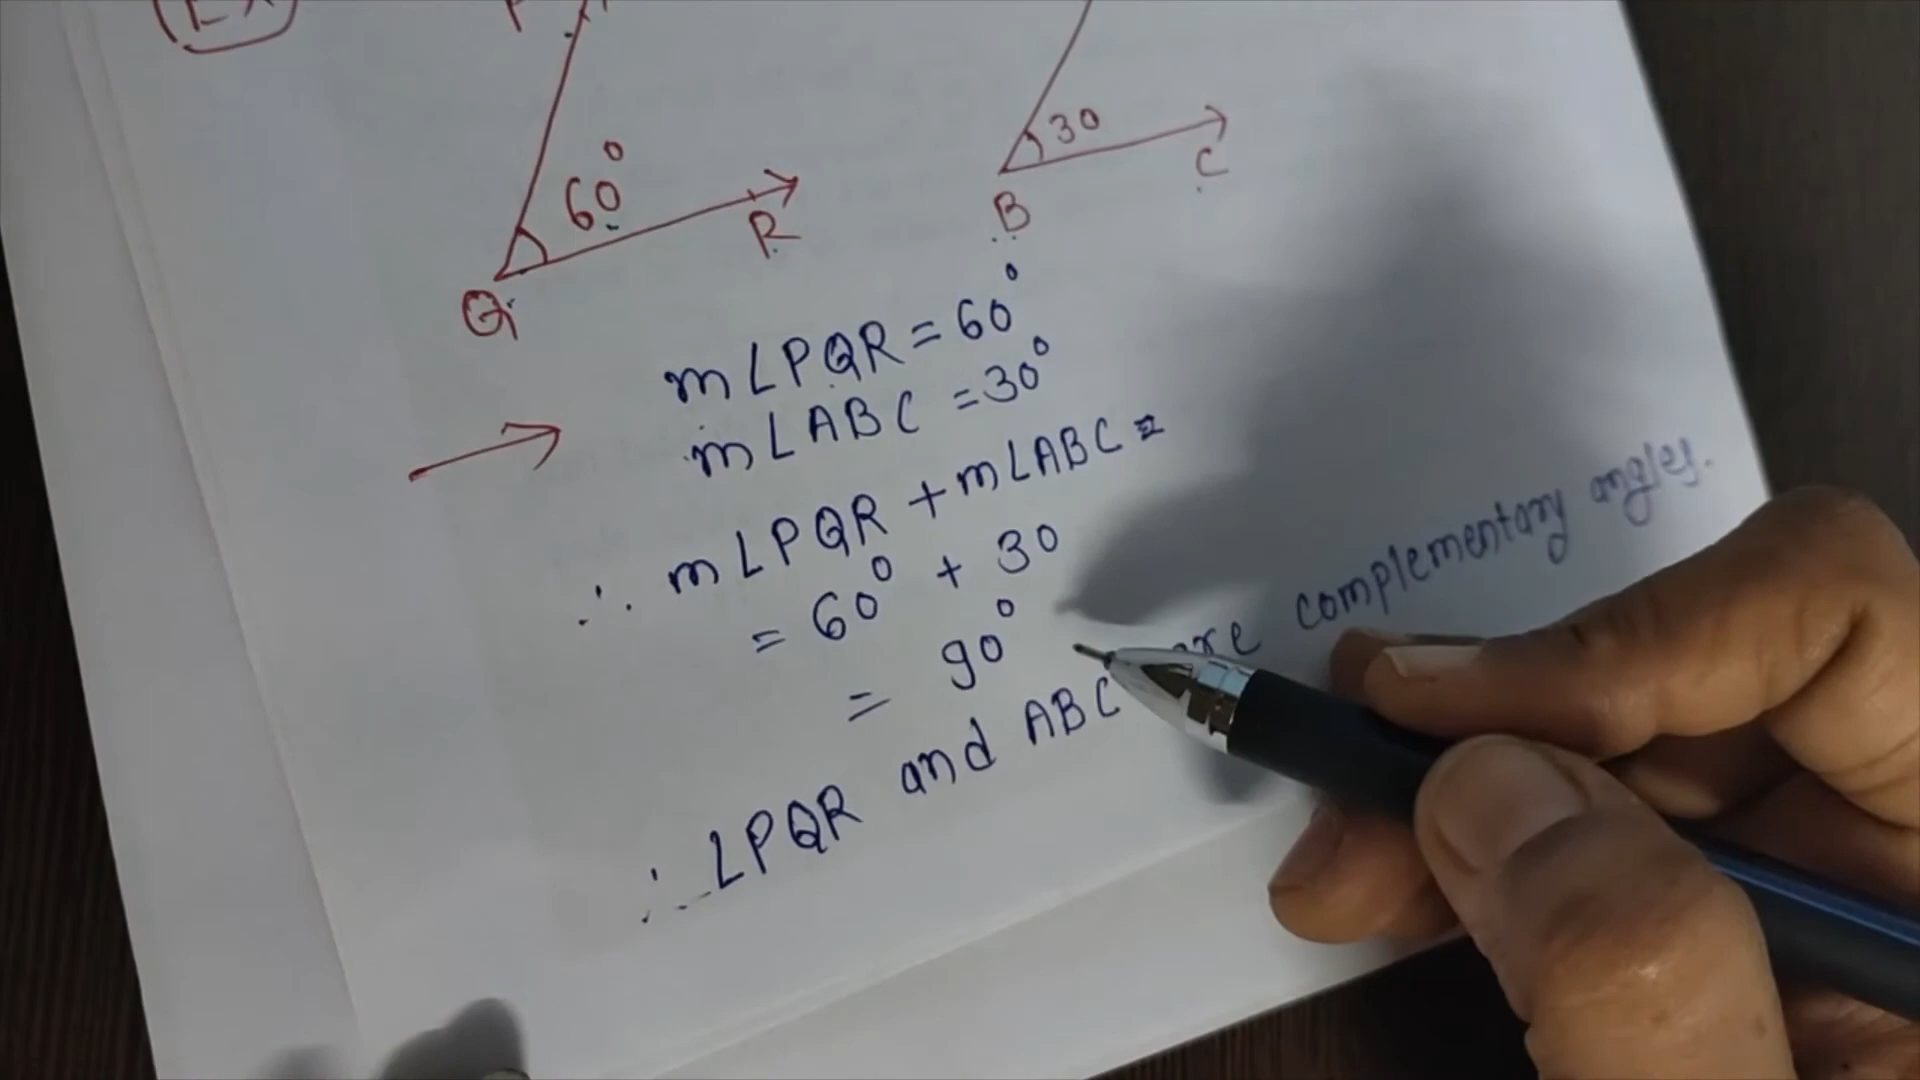 60°
30
R
C
B
Q
m∠PQR = 60°
m∠ABC = 30°
∴ m∠PQR + m∠ABC =
= 60° + 30
= 90°
∴ ∠PQR and ABC are complementary angles.